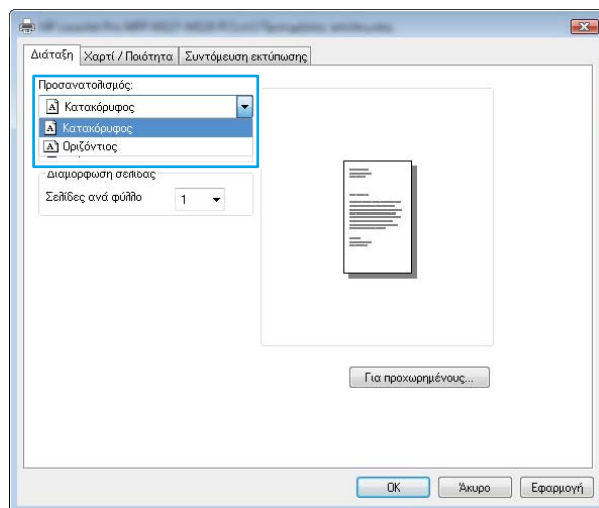 Διάταξη Χαρτί / Ποιότητα Συντόμευση εκτύπωσης
Προσανατολισμός:
Κατακόρυφος
Κατακόρυφος
Οριζόντιος
Διαμόρφωση σελίδας
Σελίδες ανά φύλλο 1
Για προχωρημένους...
OK Άκυρο Εφαρμογή